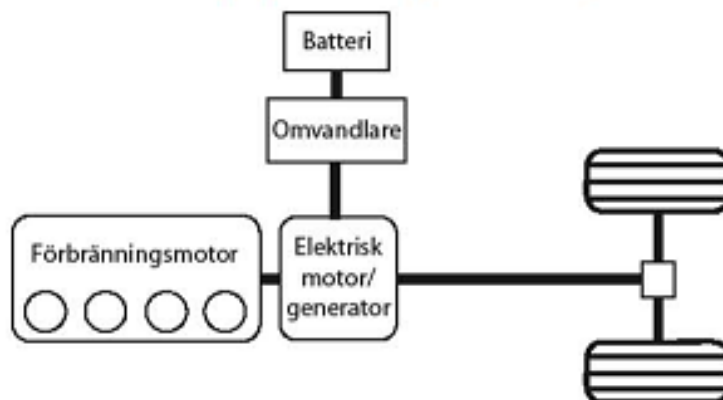 Batteri
Omvandlare
Förbränningsmotor
Elektrisk
motor/
generator